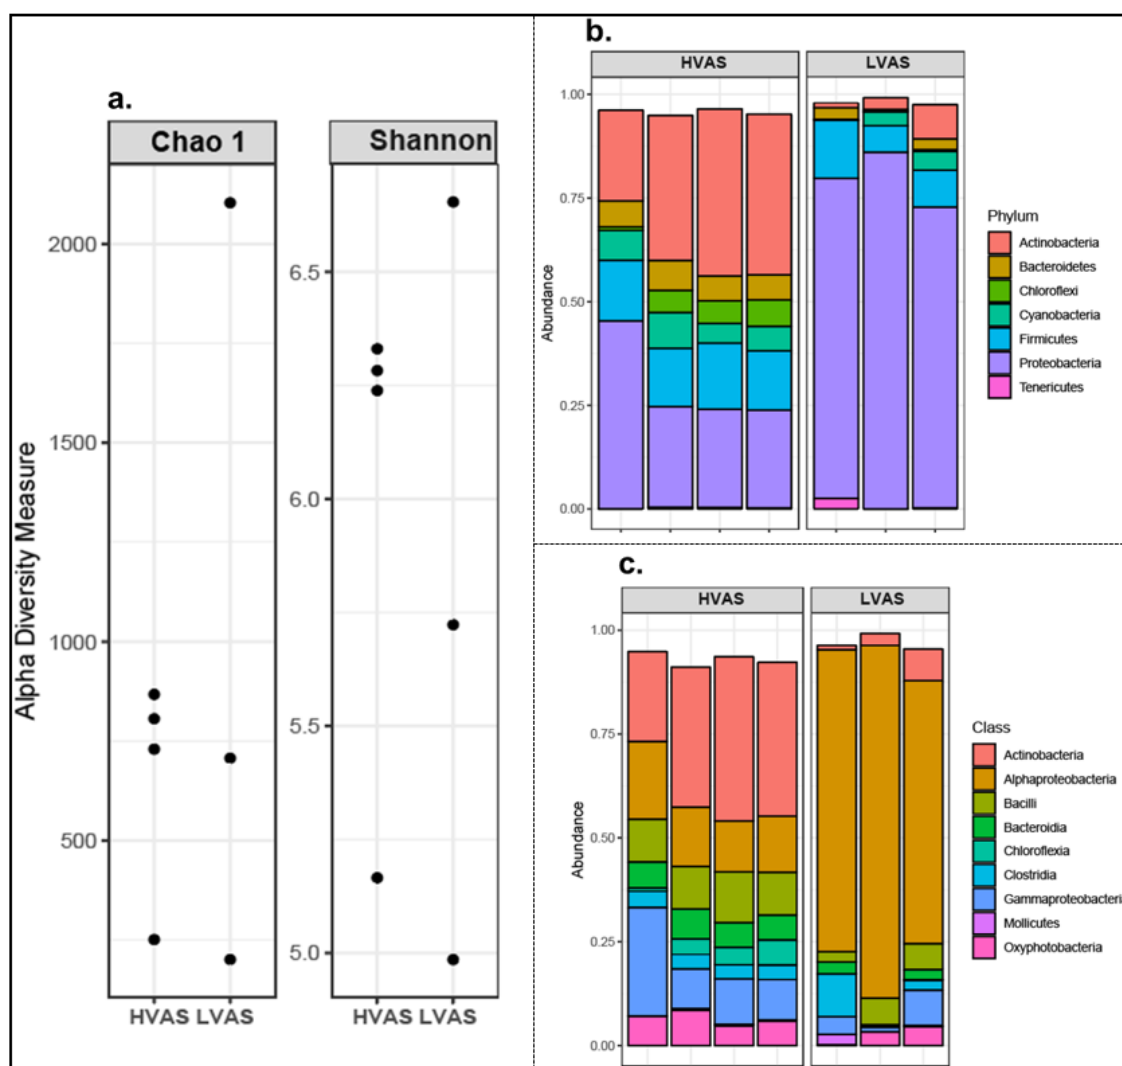 a.
Chao 1
Shannon
Alpha Diversity Measure
2000
1500
1000
500
6.5
6.0
5.5
5.0
HVAS LVAS
HVAS LVAS
b.
HVAS
LVAS
Abundance
1.00
0.75
0.50
0.25
0.00
Phylum
Actinobacteria
Bacteroidetes
Chloroflexi
Cyanobacteria
Firmicutes
Proteobacteria
Tenericutes
c.
HVAS
LVAS
Abundance
1.00
0.75
0.50
0.25
0.00
Class
Actinobacteria
Alphaproteobacteria
Bacilli
Bacteroidia
Chloroflexia
Clostridia
Gammaproteobacteria
Mollicutes
Oxyphotobacteria